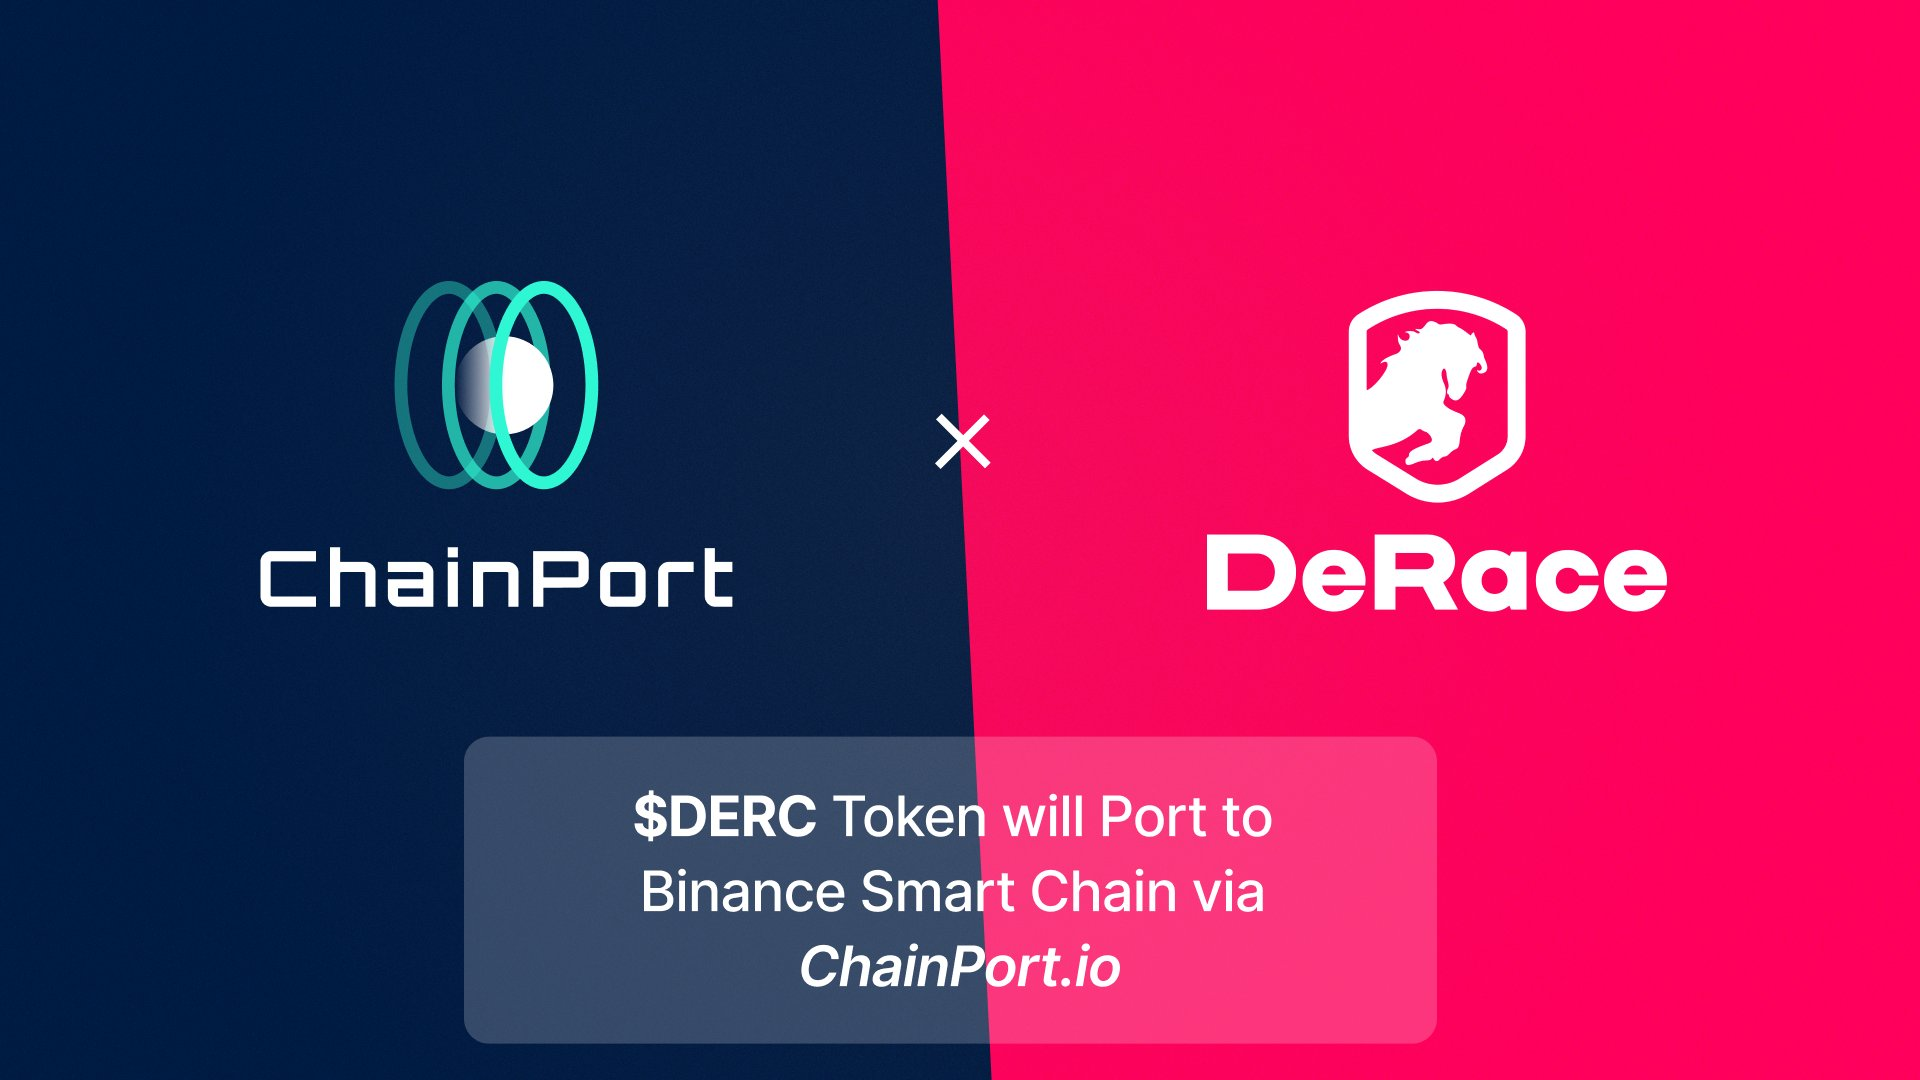 ChainPort
×
DeRace
$DERC Token will Port to
Binance Smart Chain via
ChainPort.io